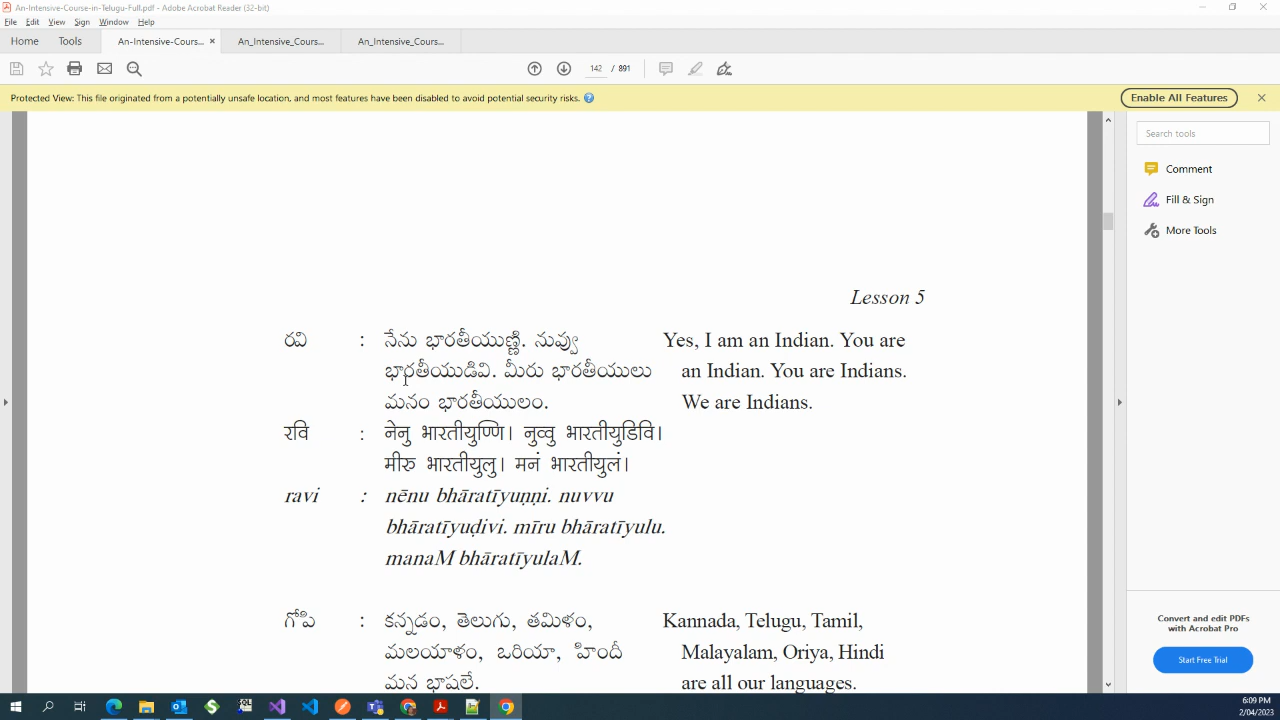 An-Intensive-Course-in-Telugu-Full.pdf - Adobe Acrobat Reader (32-bit)
File Edit View Sign Window Help
Home Tools An-Intensive-Cours... × An_Intensive_Cours... An_Intensive_Cours...
142 / 891
Protected View: This file originated from a potentially unsafe location, and most features have been disabled to avoid potential security risks. Enable All Features
Search tools
Comment
Fill & Sign
More Tools
Lesson 5
రవి : నేను భారతీయుణ్ణి. నువ్వు Yes, I am an Indian. You are
భారతీయుడివి. మీరు భారతీయులు an Indian. You are Indians.
మనం భారతీయులం. We are Indians.
रवि : नेनु भारतीयुण्णि। नुव्वु भारतीयुडिवि।
मीरु भारतीयुलु। मनं भारतीयुलं।
ravi : nēnu bhāratīyuṇṇi. nuvvu
bhāratīyuḍivi. mīru bhāratīyulu.
manaM bhāratīyulaM.
గోపి : కన్నడం, తెలుగు, తమిళం, Kannada, Telugu, Tamil,
మలయాళం, ఒరియా, హిందీ Malayalam, Oriya, Hindi
మన భాషలే. are all our languages.
Convert and edit PDFs
with Acrobat Pro
Start Free Trial
6:09 PM
2/04/2023